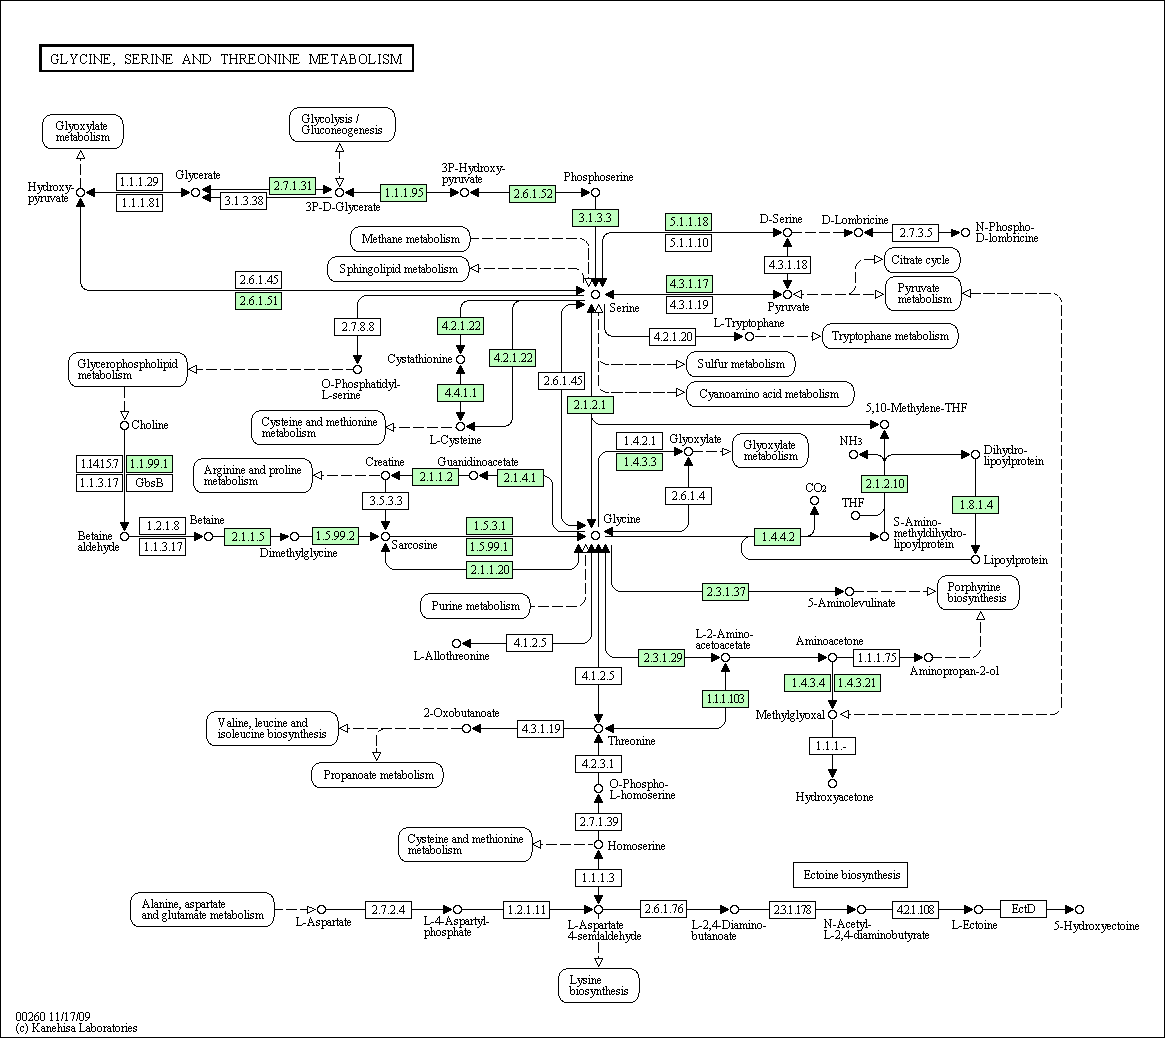 GLYCINE, SERINE AND THREONINE METABOLISM
Glyoxylate
metabolism
Glycolysis /
Gluconeogenesis
Hydroxy-
pyruvate
1.1.1.29
1.1.1.81
Glycerate
2.7.1.31
3.1.3.38
3P-D-Glycerate
1.1.1.95
3P-Hydroxy-
pyruvate
2.6.1.52
Phosphoserine
3.1.3.3
Methane metabolism
Sphingolipid metabolism
5.1.1.18
5.1.1.10
D-Serine
D-Lombricine
2.7.3.5
N-Phospho-
D-lombricine
4.3.1.18
Citrate cycle
2.6.1.45
2.6.1.51
4.3.1.17
4.3.1.19
Pyruvate
Pyruvate
metabolism
Serine
2.7.8.8
4.2.1.22
4.2.1.20
L-Tryptophane
Tryptophane metabolism
Glycerophospholipid
metabolism
Cystathionine
4.2.1.22
Sulfur metabolism
O-Phosphatidyl-
L-serine
4.4.1.1
2.6.1.45
2.1.2.1
Cyanoamino acid metabolism
Choline
Cysteine and methionine
metabolism
L-Cysteine
5,10-Methylene-THF
1.4.2.1
1.4.3.3
Glyoxylate
Glyoxylate
metabolism
NH3
Dihydro-
lipoylprotein
1.14.15.7
1.1.99.1
1.1.3.17
GbsB
Arginine and proline
metabolism
Creatine
2.1.1.2
Guanidinoacetate
2.1.4.1
3.5.3.3
2.6.1.4
CO2
THF
2.1.2.10
1.8.1.4
Betaine
aldehyde
1.2.1.8
1.1.3.17
Betaine
2.1.1.5
Dimethylglycine
1.5.99.2
Sarcosine
1.5.3.1
1.5.99.1
2.1.1.20
Glycine
1.4.4.2
S-Amino-
methyldihydro-
lipoylprotein
Lipoylprotein
Purine metabolism
2.3.1.37
5-Aminolevulinate
Porphyrine
biosynthesis
L-Allothreonine
4.1.2.5
4.1.2.5
2.3.1.29
L-2-Amino-
acetoacetate
Aminoacetone
1.1.1.75
Aminopropan-2-ol
1.1.1.103
1.4.3.4
1.4.3.21
Methylglyoxal
Valine, leucine and
isoleucine biosynthesis
2-Oxobutanoate
4.3.1.19
Threonine
1.1.1.-
Propanoate metabolism
4.2.3.1
O-Phospho-
L-homoserine
Hydroxyacetone
2.7.1.39
Cysteine and methionine
metabolism
Homoserine
1.1.1.3
Ectoine biosynthesis
Alanine, aspartate
and glutamate metabolism
L-Aspartate
2.7.2.4
L-4-Aspartyl-
phosphate
1.2.1.11
L-Aspartate
4-semialdehyde
2.6.1.76
L-2,4-Diamino-
butanoate
2.3.1.178
N-Acetyl-
L-2,4-diaminobutyrate
4.2.1.108
L-Ectoine
EctD
5-Hydroxyectoine
Lysine
biosynthesis
00260 11/17/09
(c) Kanehisa Laboratories